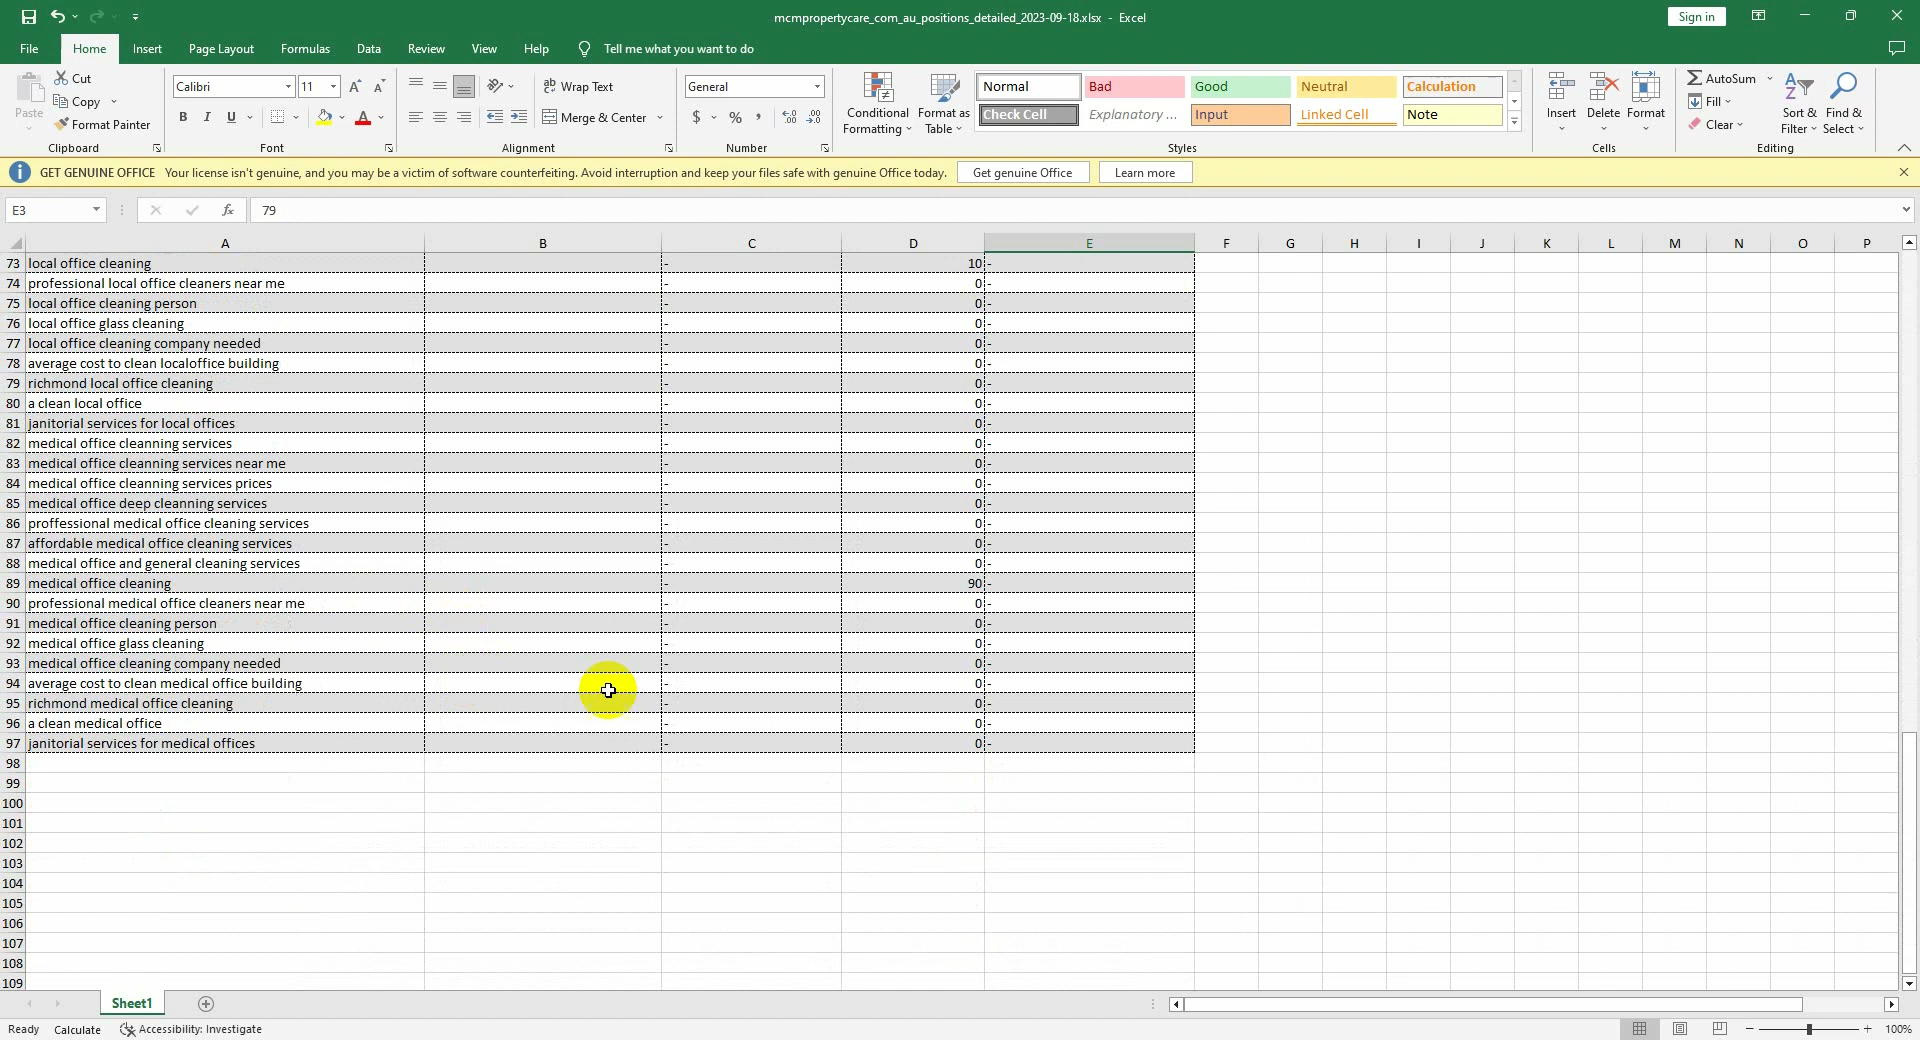 mcmpropertycare_com_au_positions_detailed_2023-09-18.xlsx - Excel
Sign in
File Home Insert Page Layout Formulas Data Review View Help Tell me what you want to do
Paste
Cut
Copy
Format Painter
Clipboard
Calibri 11
B I U
Font
Wrap Text
Merge & Center
Alignment
General
$ % ,
Number
Conditional Formatting
Format as Table
Normal Bad Good Neutral Calculation
Check Cell Explanatory ... Input Linked Cell Note
Styles
Insert Delete Format
Cells
AutoSum
Fill
Clear
Sort & Filter
Find & Select
Editing
GET GENUINE OFFICE Your license isn't genuine, and you may be a victim of software counterfeiting. Avoid interruption and keep your files safe with genuine Office today. Get genuine Office Learn more
E3 fx 79
A B C D E F G H I J K L M N O P
73 local office cleaning - 10 -
74 professional local office cleaners near me - 0 -
75 local office cleaning person - 0 -
76 local office glass cleaning - 0 -
77 local office cleaning company needed - 0 -
78 average cost to clean localoffice building - 0 -
79 richmond local office cleaning - 0 -
80 a clean local office - 0 -
81 janitorial services for local offices - 0 -
82 medical office cleanning services - 0 -
83 medical office cleanning services near me - 0 -
84 medical office cleanning services prices - 0 -
85 medical office deep cleanning services - 0 -
86 proffessional medical office cleaning services - 0 -
87 affordable medical office cleaning services - 0 -
88 medical office and general cleaning services - 0 -
89 medical office cleaning - 90 -
90 professional medical office cleaners near me - 0 -
91 medical office cleaning person - 0 -
92 medical office glass cleaning - 0 -
93 medical office cleaning company needed - 0 -
94 average cost to clean medical office building - 0 -
95 richmond medical office cleaning - 0 -
96 a clean medical office - 0 -
97 janitorial services for medical offices - 0 -
98
99
100
101
102
103
104
105
106
107
108
109
Sheet1
Ready Calculate Accessibility: Investigate 100%